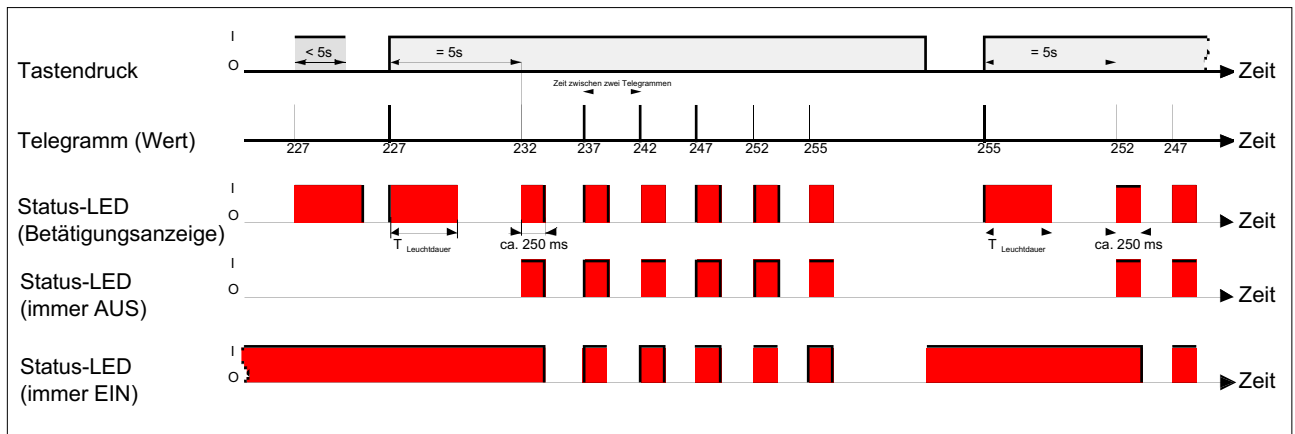 I
O
< 5s
= 5s
= 5s
Tastendruck
Zeit
Zeit zwischen zwei Telegrammen
Telegramm (Wert)
227 227 232 237 242 247 252 255 255 252 247
Zeit
I
O
Status-LED
(Betätigungsanzeige)
Zeit
T Leuchtdauer
ca. 250 ms
T Leuchtdauer
ca. 250 ms
I
O
Status-LED
(immer AUS)
Zeit
I
O
Status-LED
(immer EIN)
Zeit